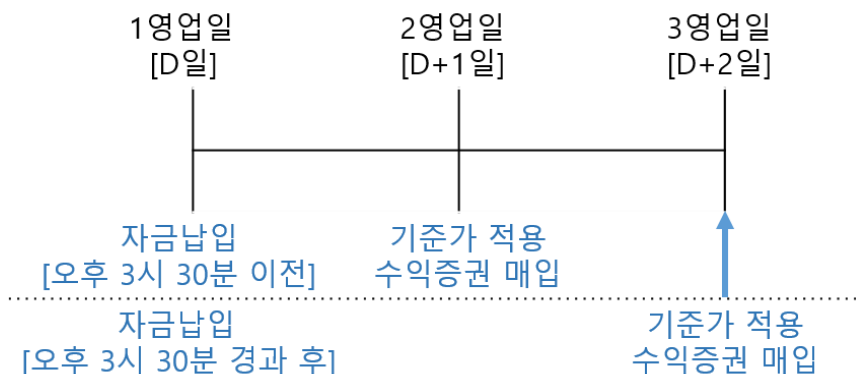 1영업일
[D일]
2영업일
[D+1일]
3영업일
[D+2일]
자금납입
[오후 3시 30분 이전]
기준가 적용
수익증권 매입
자금납입
[오후 3시 30분 경과 후]
기준가 적용
수익증권 매입